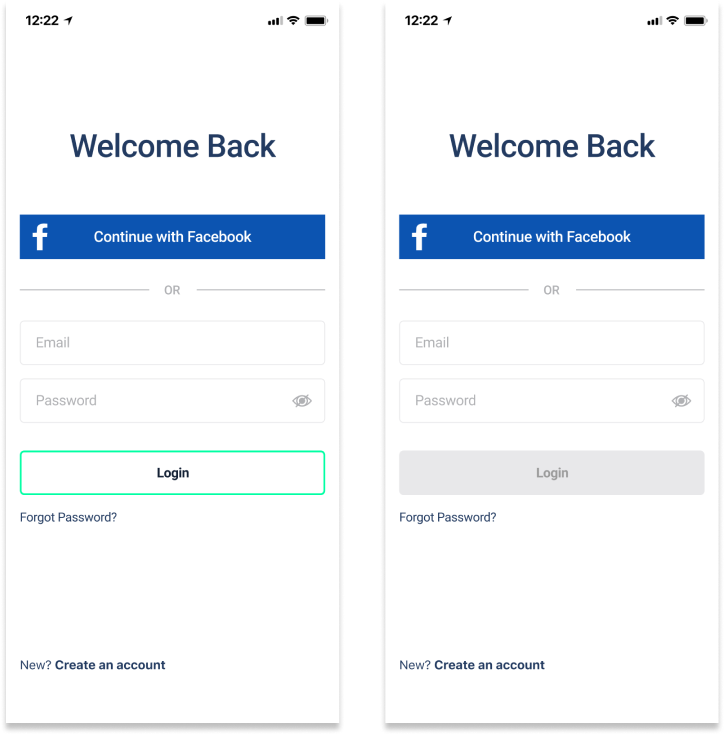 12:22
Welcome Back
f Continue with Facebook
OR
Email
Password
Login
Forgot Password?
New? Create an account
12:22
Welcome Back
f Continue with Facebook
OR
Email
Password
Login
Forgot Password?
New? Create an account